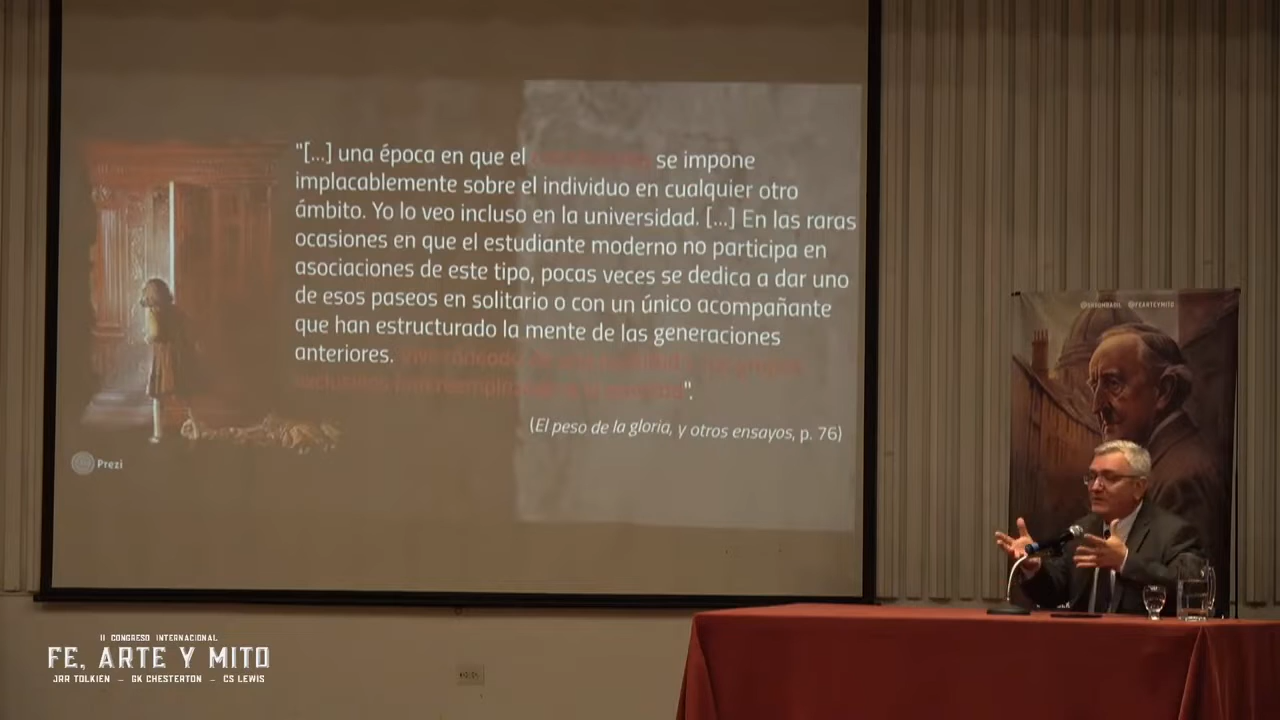 "[...] una época en que el se impone
implacablemente sobre el individuo en cualquier otro
ámbito. Yo lo veo incluso en la universidad. [...] En las raras
ocasiones en que el estudiante moderno no participa en
asociaciones de este tipo, pocas veces se dedica a dar uno
de esos paseos en solitario o con un único acompañante
que han estructurado la mente de las generaciones
anteriores.
".
(El peso de la gloria, y otros ensayos, p. 76)
Prezi
@FEARTEYMITO
II CONGRESO INTERNACIONAL
FE, ARTE Y MITO
JRR TOLKIEN – GK CHESTERTON – CS LEWIS